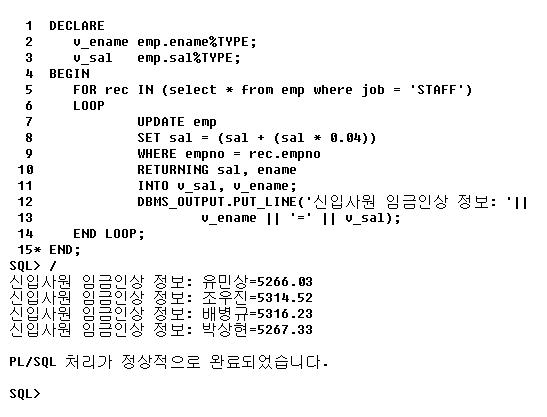 1  DECLARE
2     v_ename emp.ename%TYPE;
3     v_sal   emp.sal%TYPE;
4  BEGIN
5     FOR rec IN (select * from emp where job = 'STAFF')
6     LOOP
7             UPDATE emp
8             SET sal = (sal + (sal * 0.04))
9             WHERE empno = rec.empno
10             RETURNING sal, ename
11             INTO v_sal, v_ename;
12             DBMS_OUTPUT.PUT_LINE('신입사원 임금인상 정보: '||
13                     v_ename || '=' || v_sal);
14     END LOOP;
15* END;
SQL> /
신입사원 임금인상 정보: 유민상=5266.03
신입사원 임금인상 정보: 조우진=5314.52
신입사원 임금인상 정보: 배병규=5316.23
신입사원 임금인상 정보: 박상현=5267.33
PL/SQL 처리가 정상적으로 완료되었습니다.
SQL>